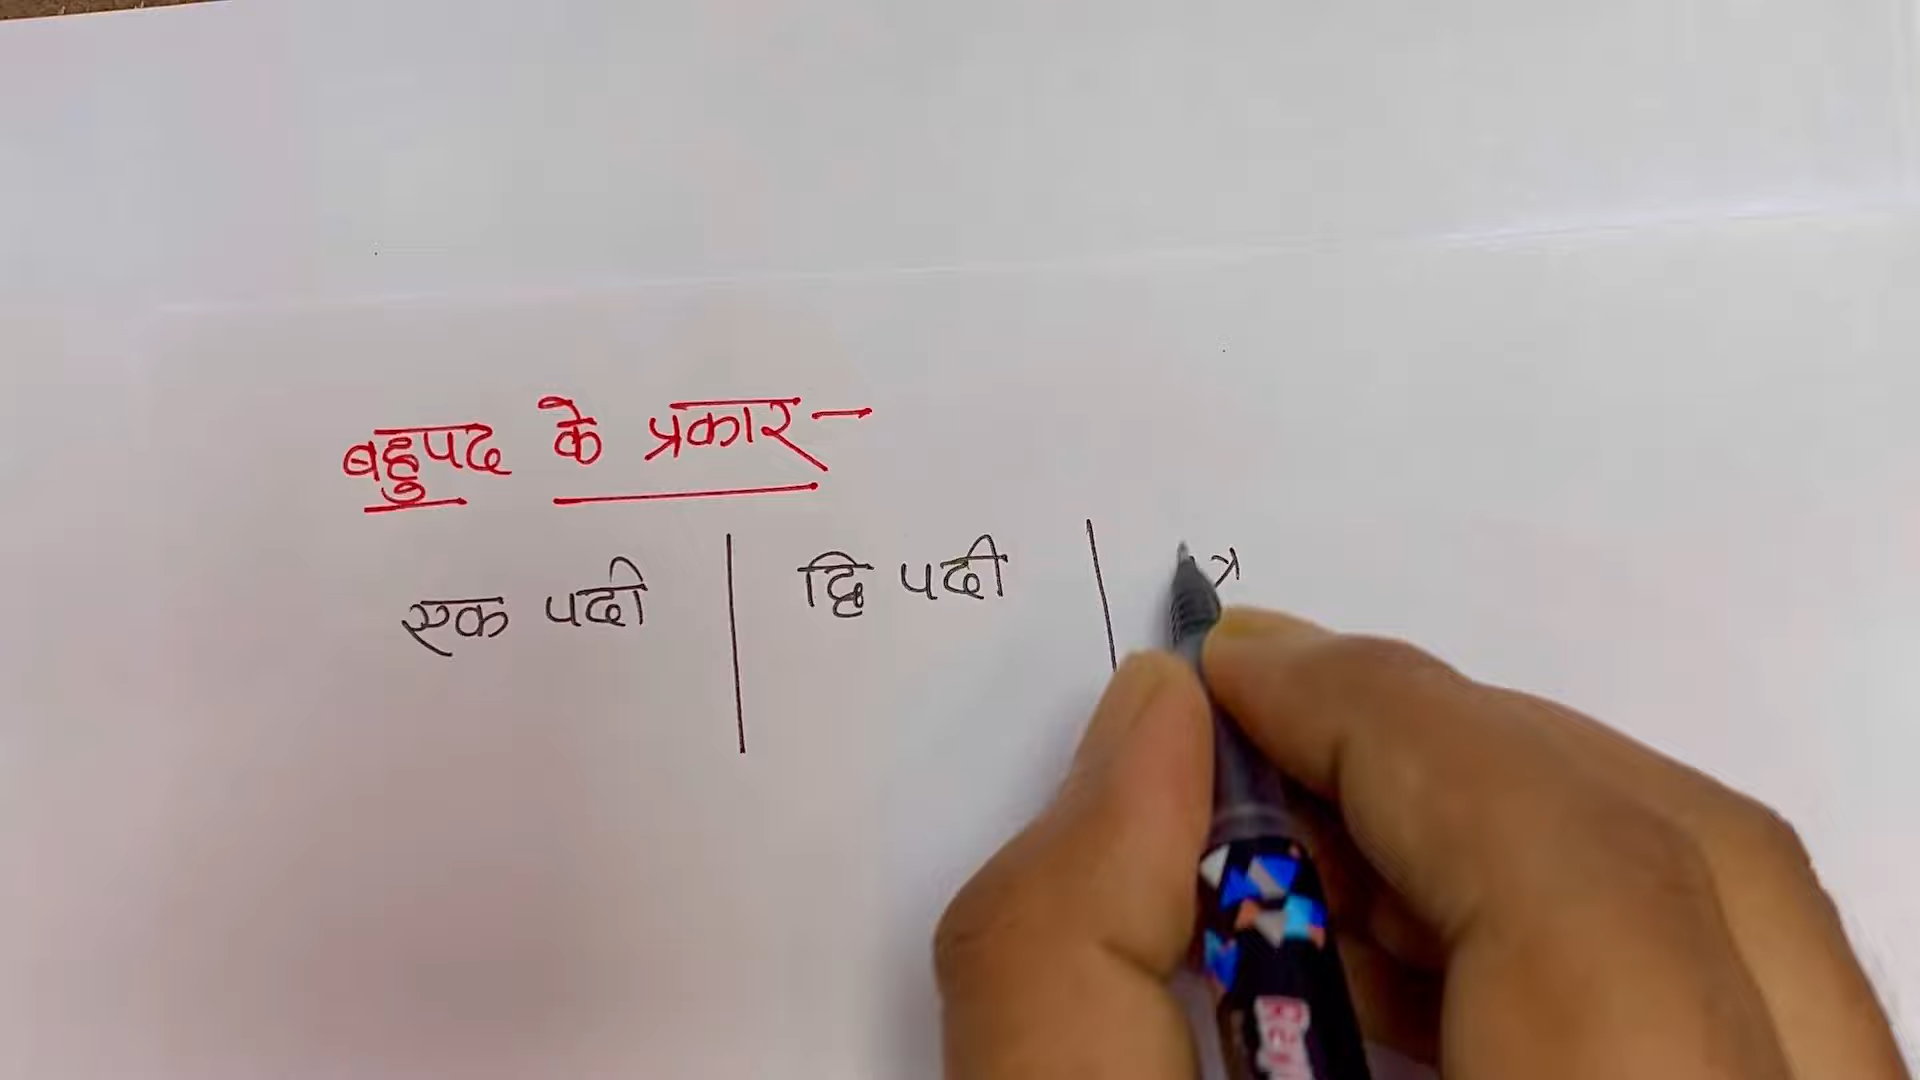 बहुपद के प्रकार -
एक पदी | द्वि पदी |